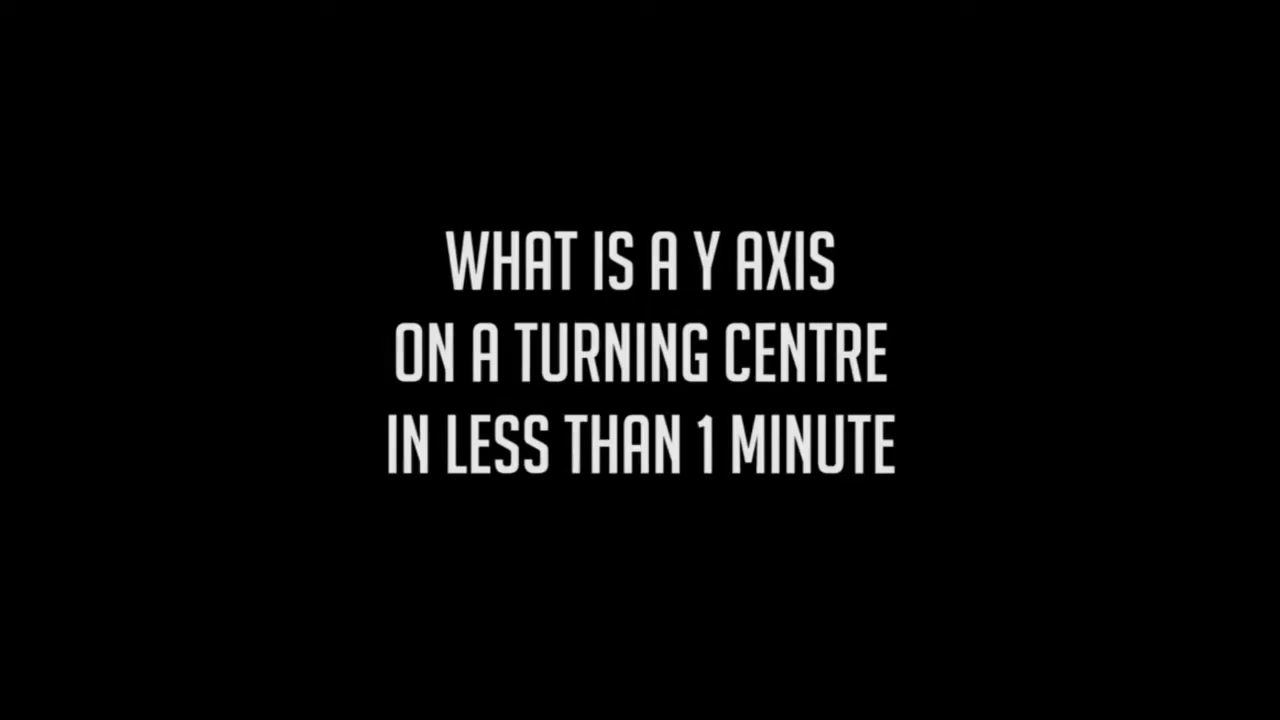 WHAT IS A Y AXIS
ON A TURNING CENTRE
IN LESS THAN 1 MINUTE